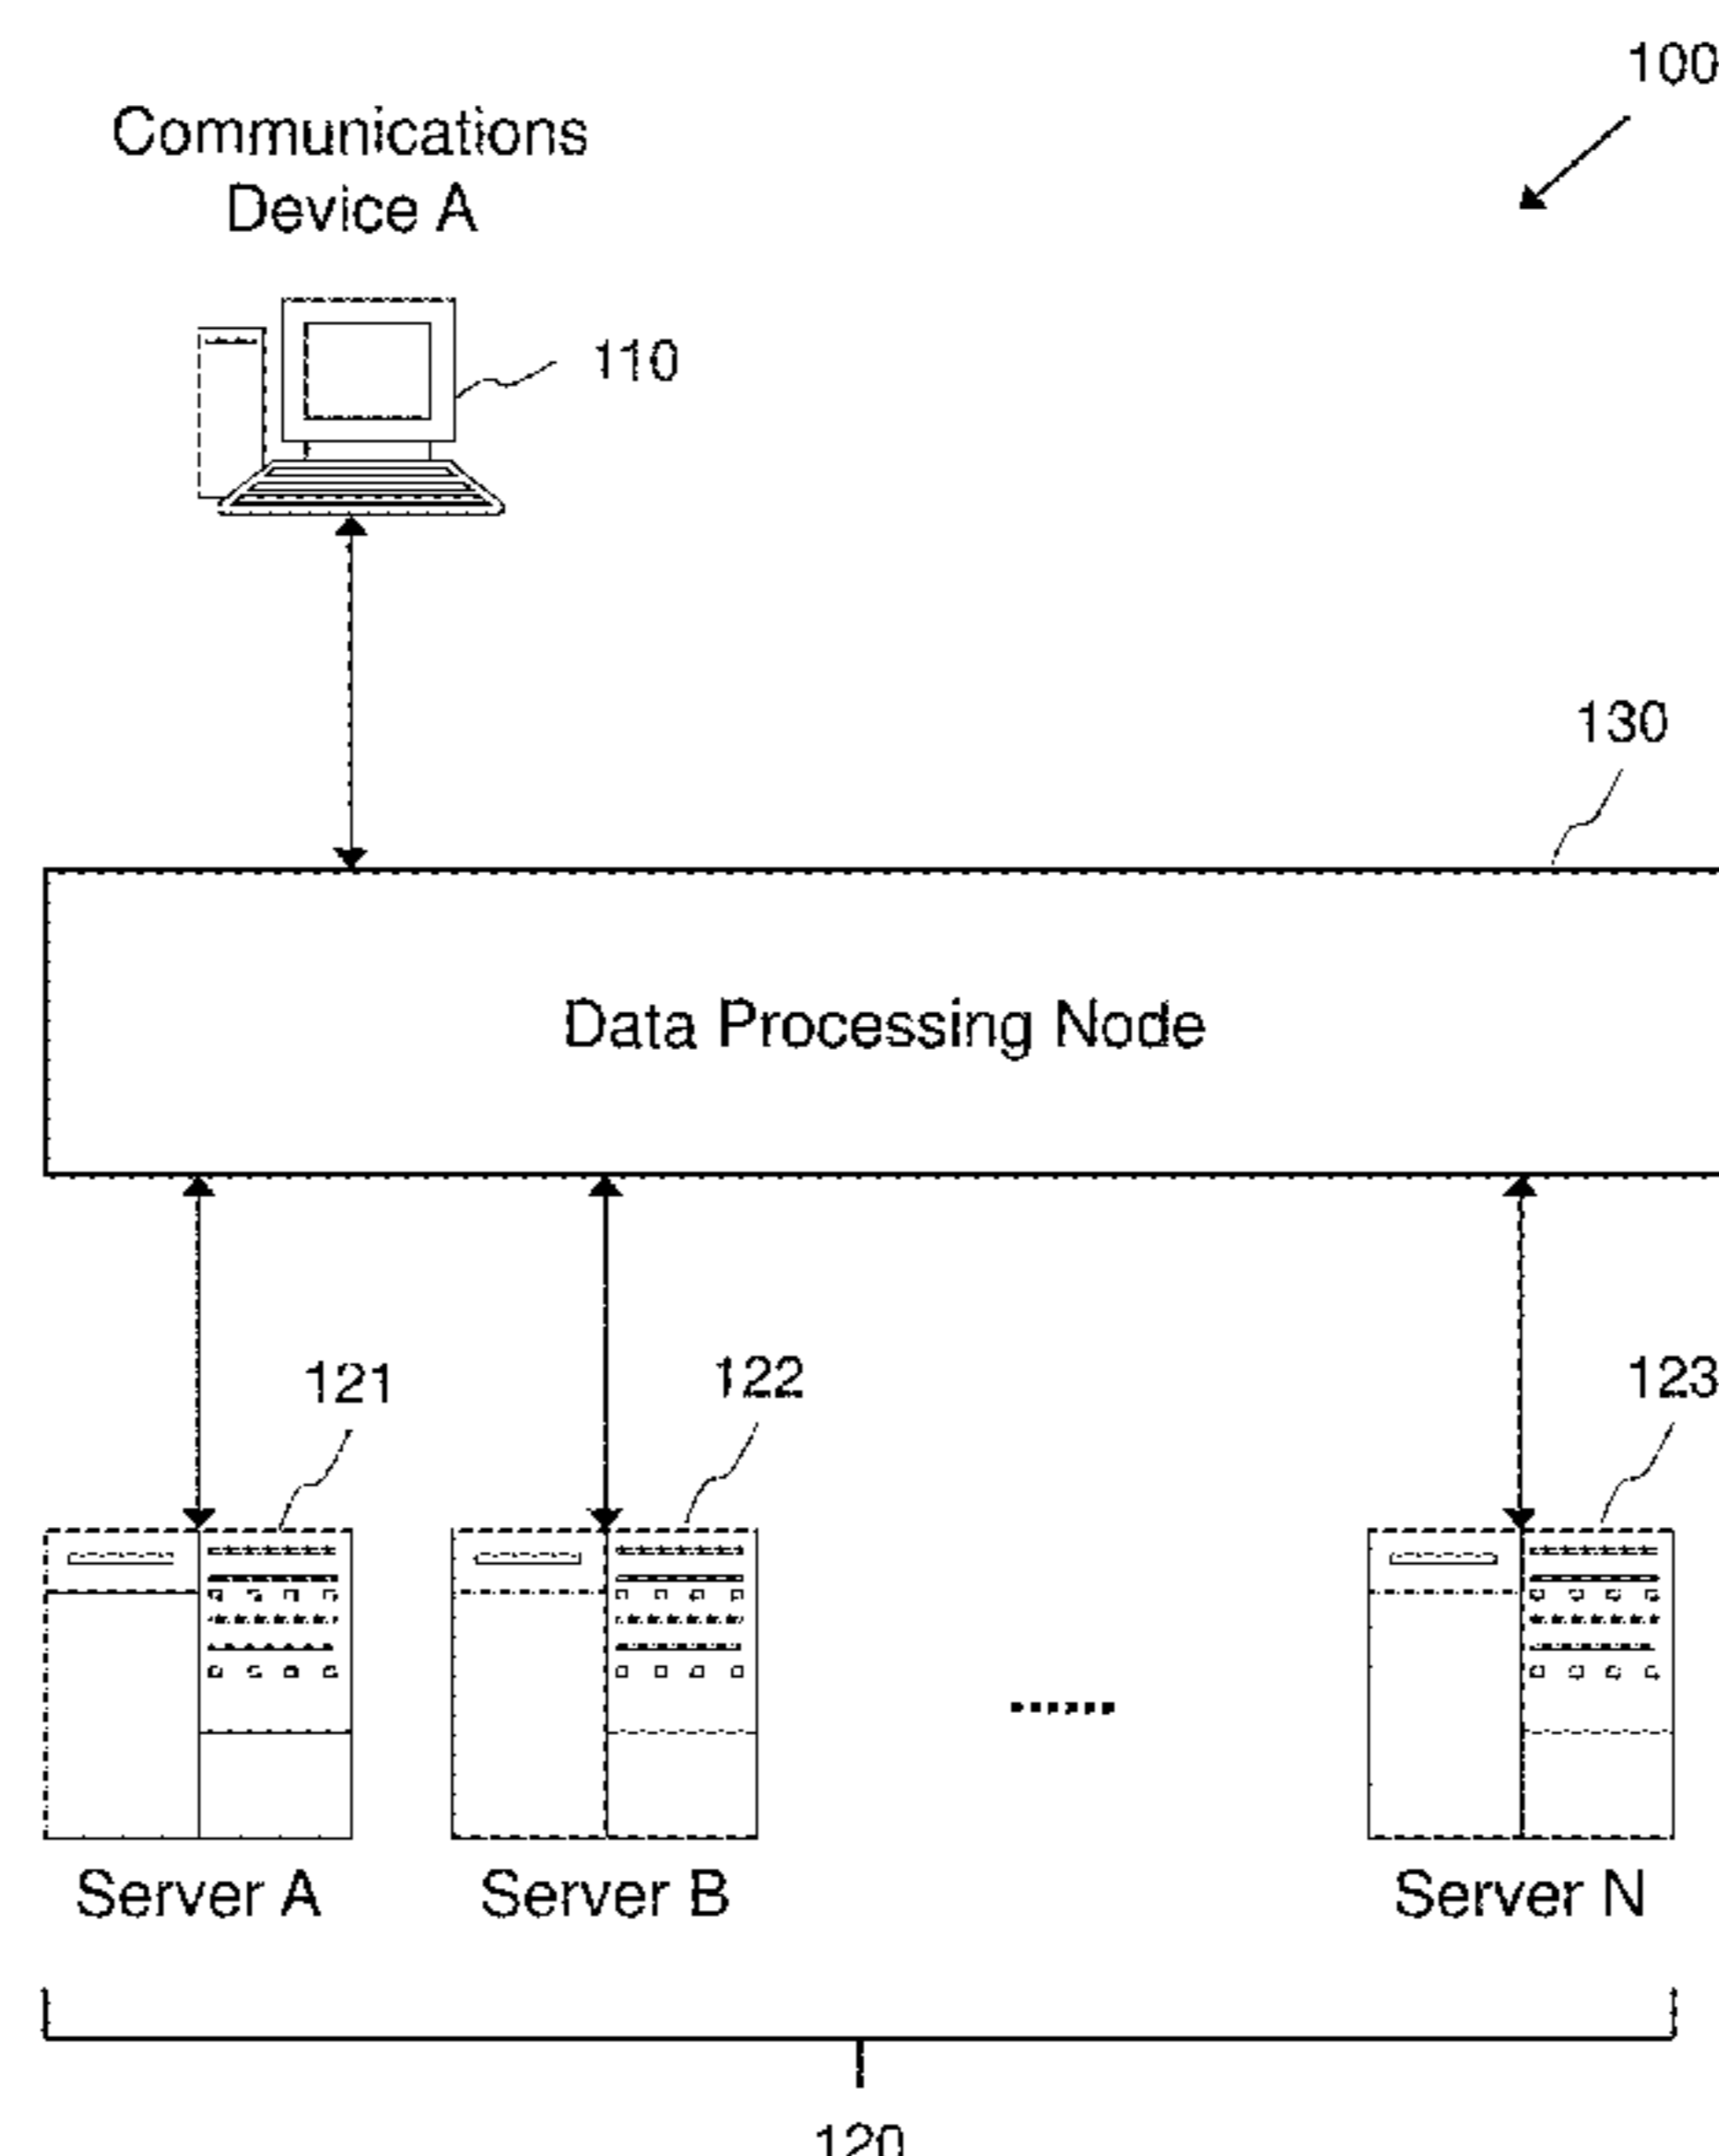 100
Communications
Device A
110
130
Data Processing Node
121
122
123
......
Server A
Server B
Server N
120